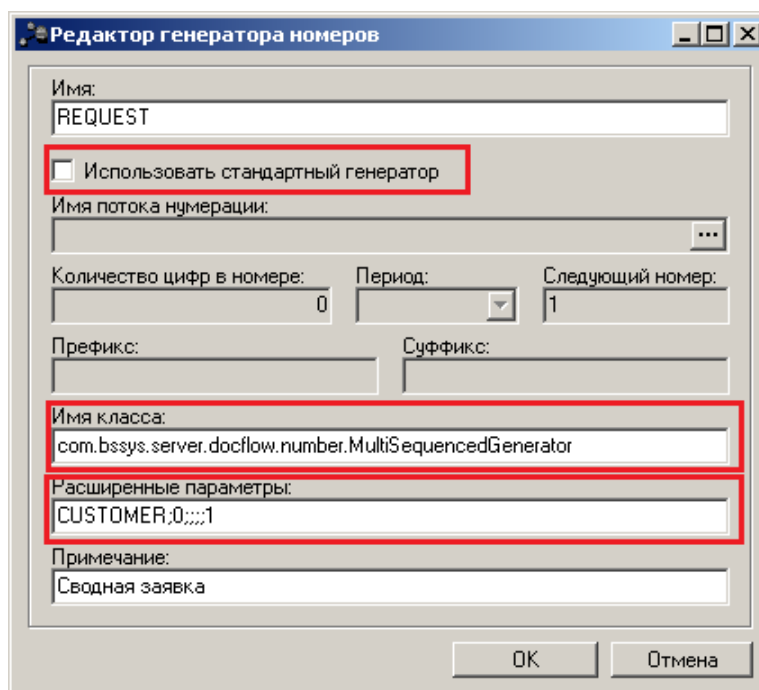 Редактор генератора номеров
Имя:
REQUEST
Использовать стандартный генератор
Имя потока нумерации:
...
Количество цифр в номере: Период: Следующий номер:
0 1
Префикс: Суффикс:
Имя класса:
com.bssys.server.docflow.number.MultiSequencedGenerator
Расширенные параметры:
CUSTOMER;0;;;;1
Примечание:
Сводная заявка
OK Отмена